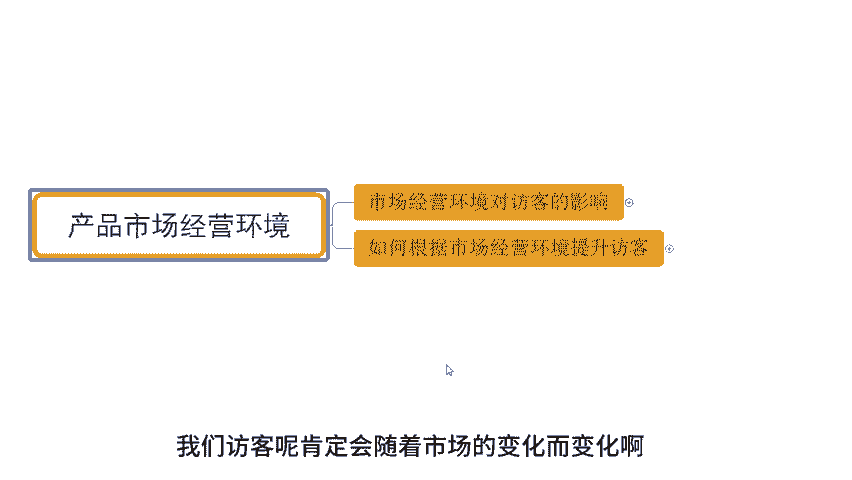 产品市场经营环境
市场经营环境对访客的影响
如何根据市场经营环境提升访客
我们访客呢肯定会随着市场的变化而变化啊